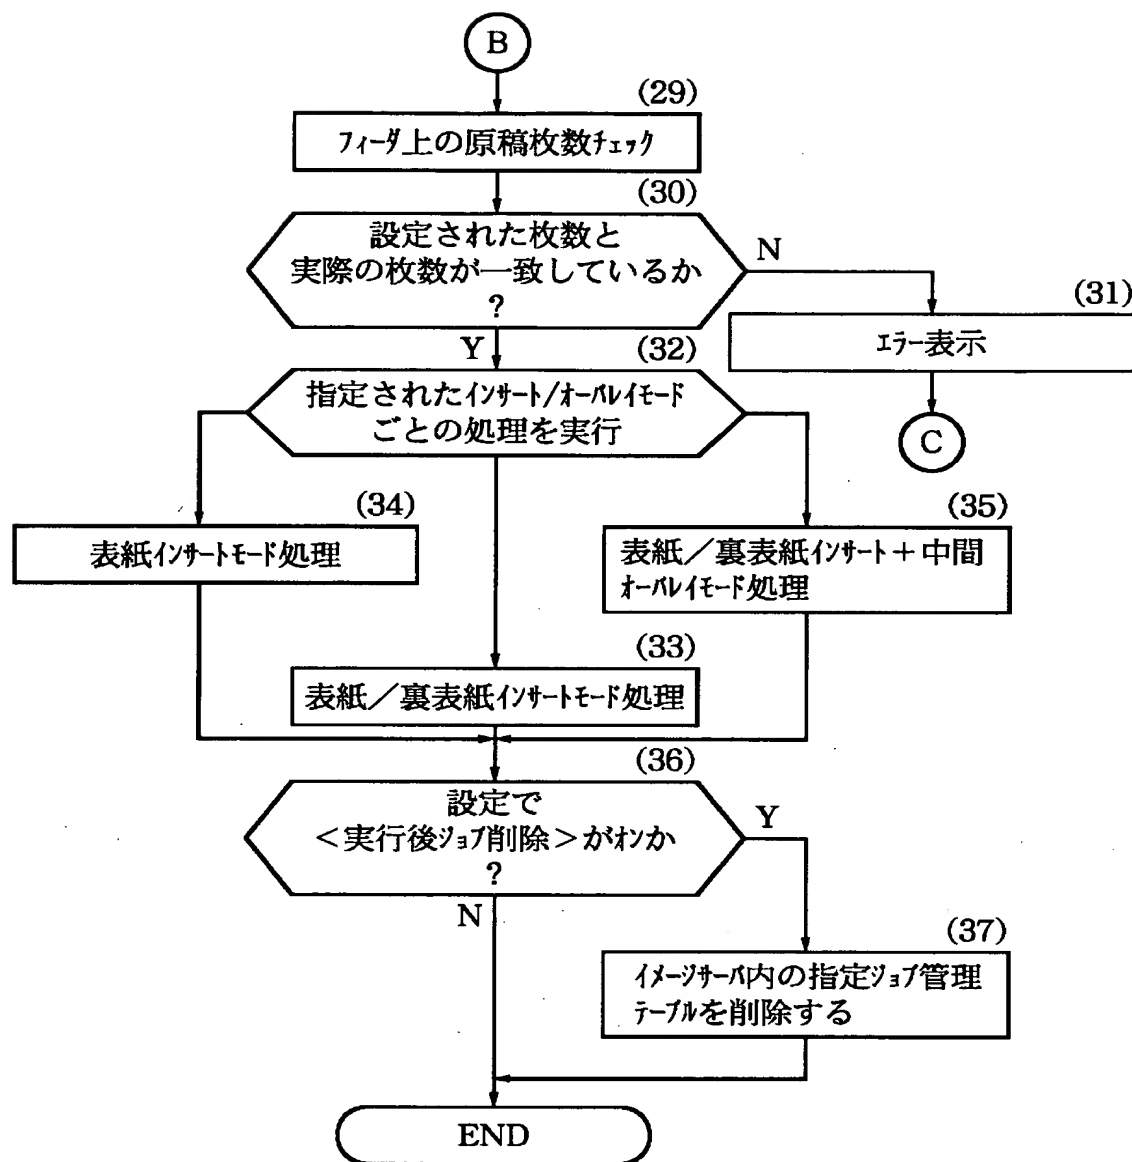 B
(29)
フィーダ上の原稿枚数チェック
(30)
設定された枚数と
実際の枚数が一致しているか
?
N
(31)
エラー表示
C
Y
(32)
指定されたインサート/オーバレイモード
ごとの処理を実行
(34)
表紙インサートモード処理
(35)
表紙/裏表紙インサート+中間
オーバレイモード処理
(33)
表紙/裏表紙インサートモード処理
(36)
設定で
<実行後ジョブ削除>がオンか
?
Y
N
(37)
イメージサーバ内の指定ジョブ管理
テーブルを削除する
END